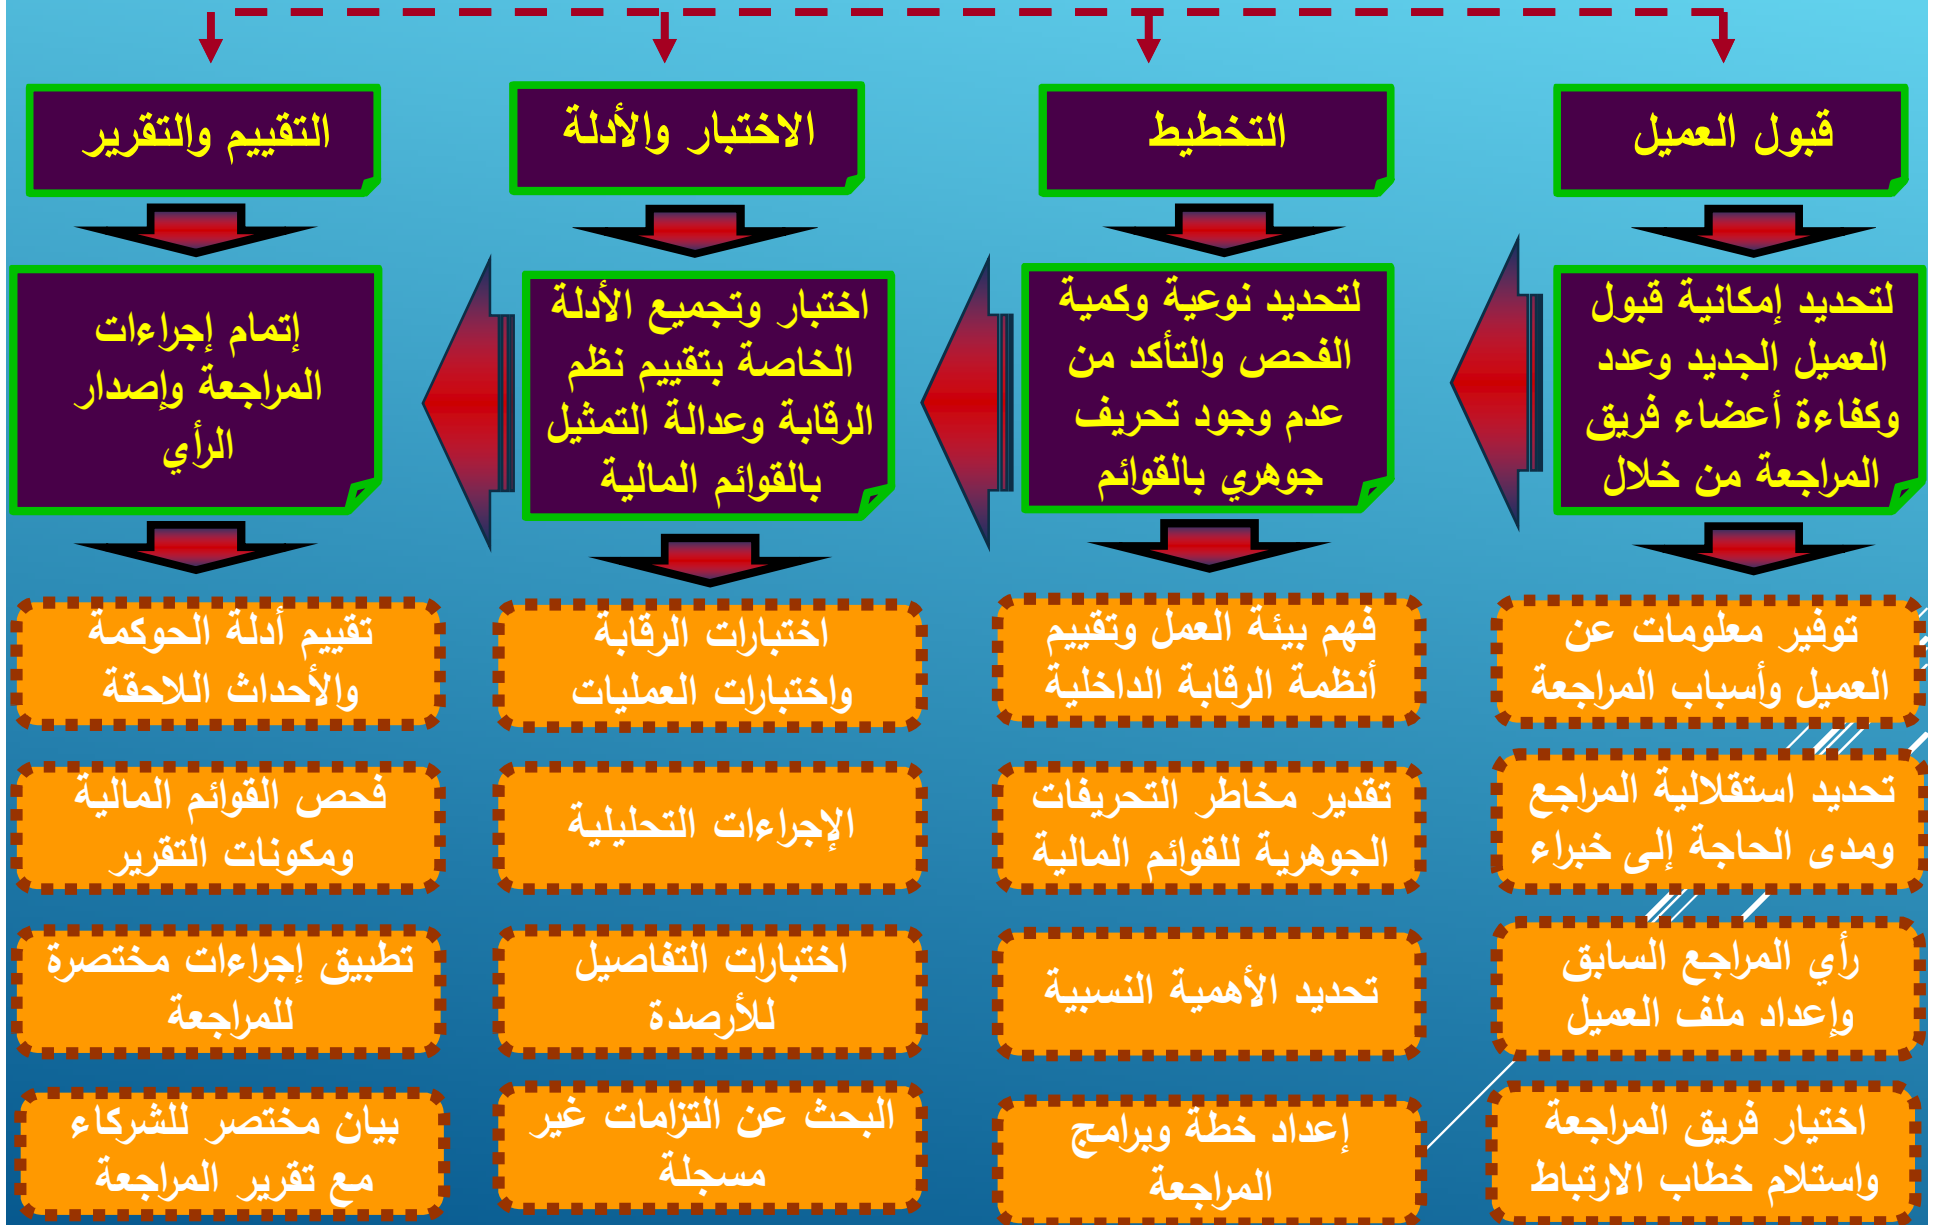 قبول العميل
التخطيط
الاختبار والأدلة
التقييم والتقرير
لتحديد إمكانية قبول
العميل الجديد وعدد
وكفاءة أعضاء فريق
المراجعة من خلال
لتحديد نوعية وكمية
الفحص والتأكد من
عدم وجود تحريف
جوهري بالقوائم
اختبار وتجميع الأدلة
الخاصة بتقييم نظم
الرقابة وعدالة التمثيل
بالقوائم المالية
إتمام إجراءات
المراجعة وإصدار
الرأي
توفير معلومات عن
العميل وأسباب المراجعة
فهم بيئة العمل وتقييم
أنظمة الرقابة الداخلية
اختبارات الرقابة
واختبارات العمليات
تقييم أدلة الحوكمة
والأحداث اللاحقة
تحديد استقلالية المراجع
ومدى الحاجة إلى خبراء
تقدير مخاطر التحريفات
الجوهرية للقوائم المالية
الإجراءات التحليلية
فحص القوائم المالية
ومكونات التقرير
رأي المراجع السابق
وإعداد ملف العميل
تحديد الأهمية النسبية
اختبارات التفاصيل
للأرصدة
تطبيق إجراءات مختصرة
للمراجعة
اختيار فريق المراجعة
واستلام خطاب الارتباط
إعداد خطة وبرامج
المراجعة
البحث عن التزامات غير
مسجلة
بيان مختصر للشركاء
مع تقرير المراجعة